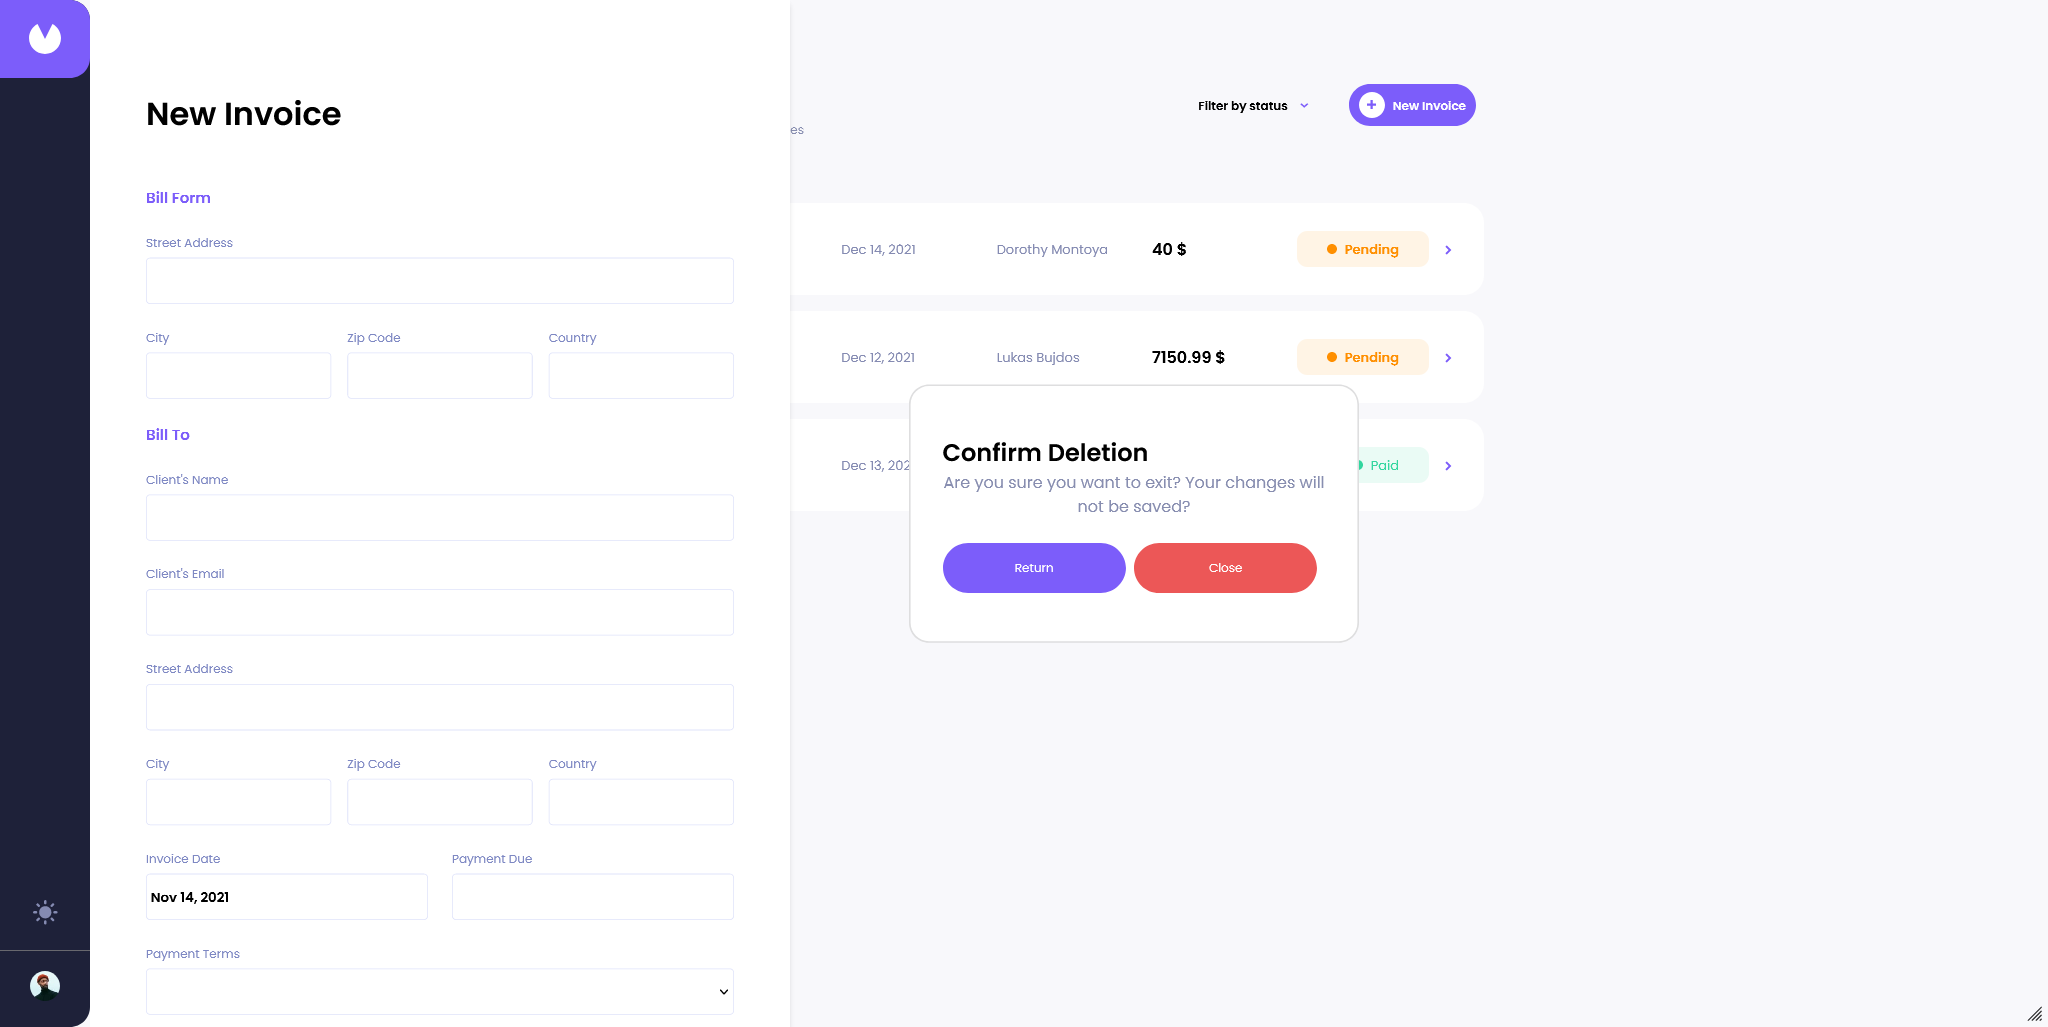 New Invoice
Bill Form
Street Address
City
Zip Code
Country
Bill To
Client's Name
Client's Email
Street Address
City
Zip Code
Country
Invoice Date
Payment Due
Nov 14, 2021
Payment Terms
es
Filter by status
New Invoice
Dec 14, 2021
Dorothy Montoya
40 $
Pending
Dec 12, 2021
Lukas Bujdos
7150.99 $
Pending
Dec 13, 202
Paid
Confirm Deletion
Are you sure you want to exit? Your changes will
not be saved?
Return
Close